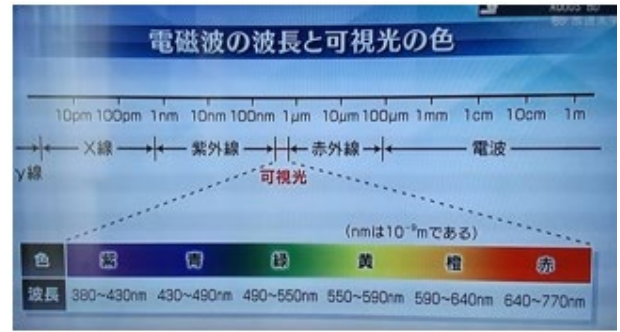 電磁波の波長と可視光の色
10pm 100pm 1nm 10nm 100nm 1μm 10μm 100μm 1mm 1cm 10cm 1m
γ線 X線 紫外線 赤外線 電波
可視光
(nmは10⁻⁹mである)
色 紫 青 緑 黄 橙 赤
波長 380~430nm 430~490nm 490~550nm 550~590nm 590~640nm 640~770nm